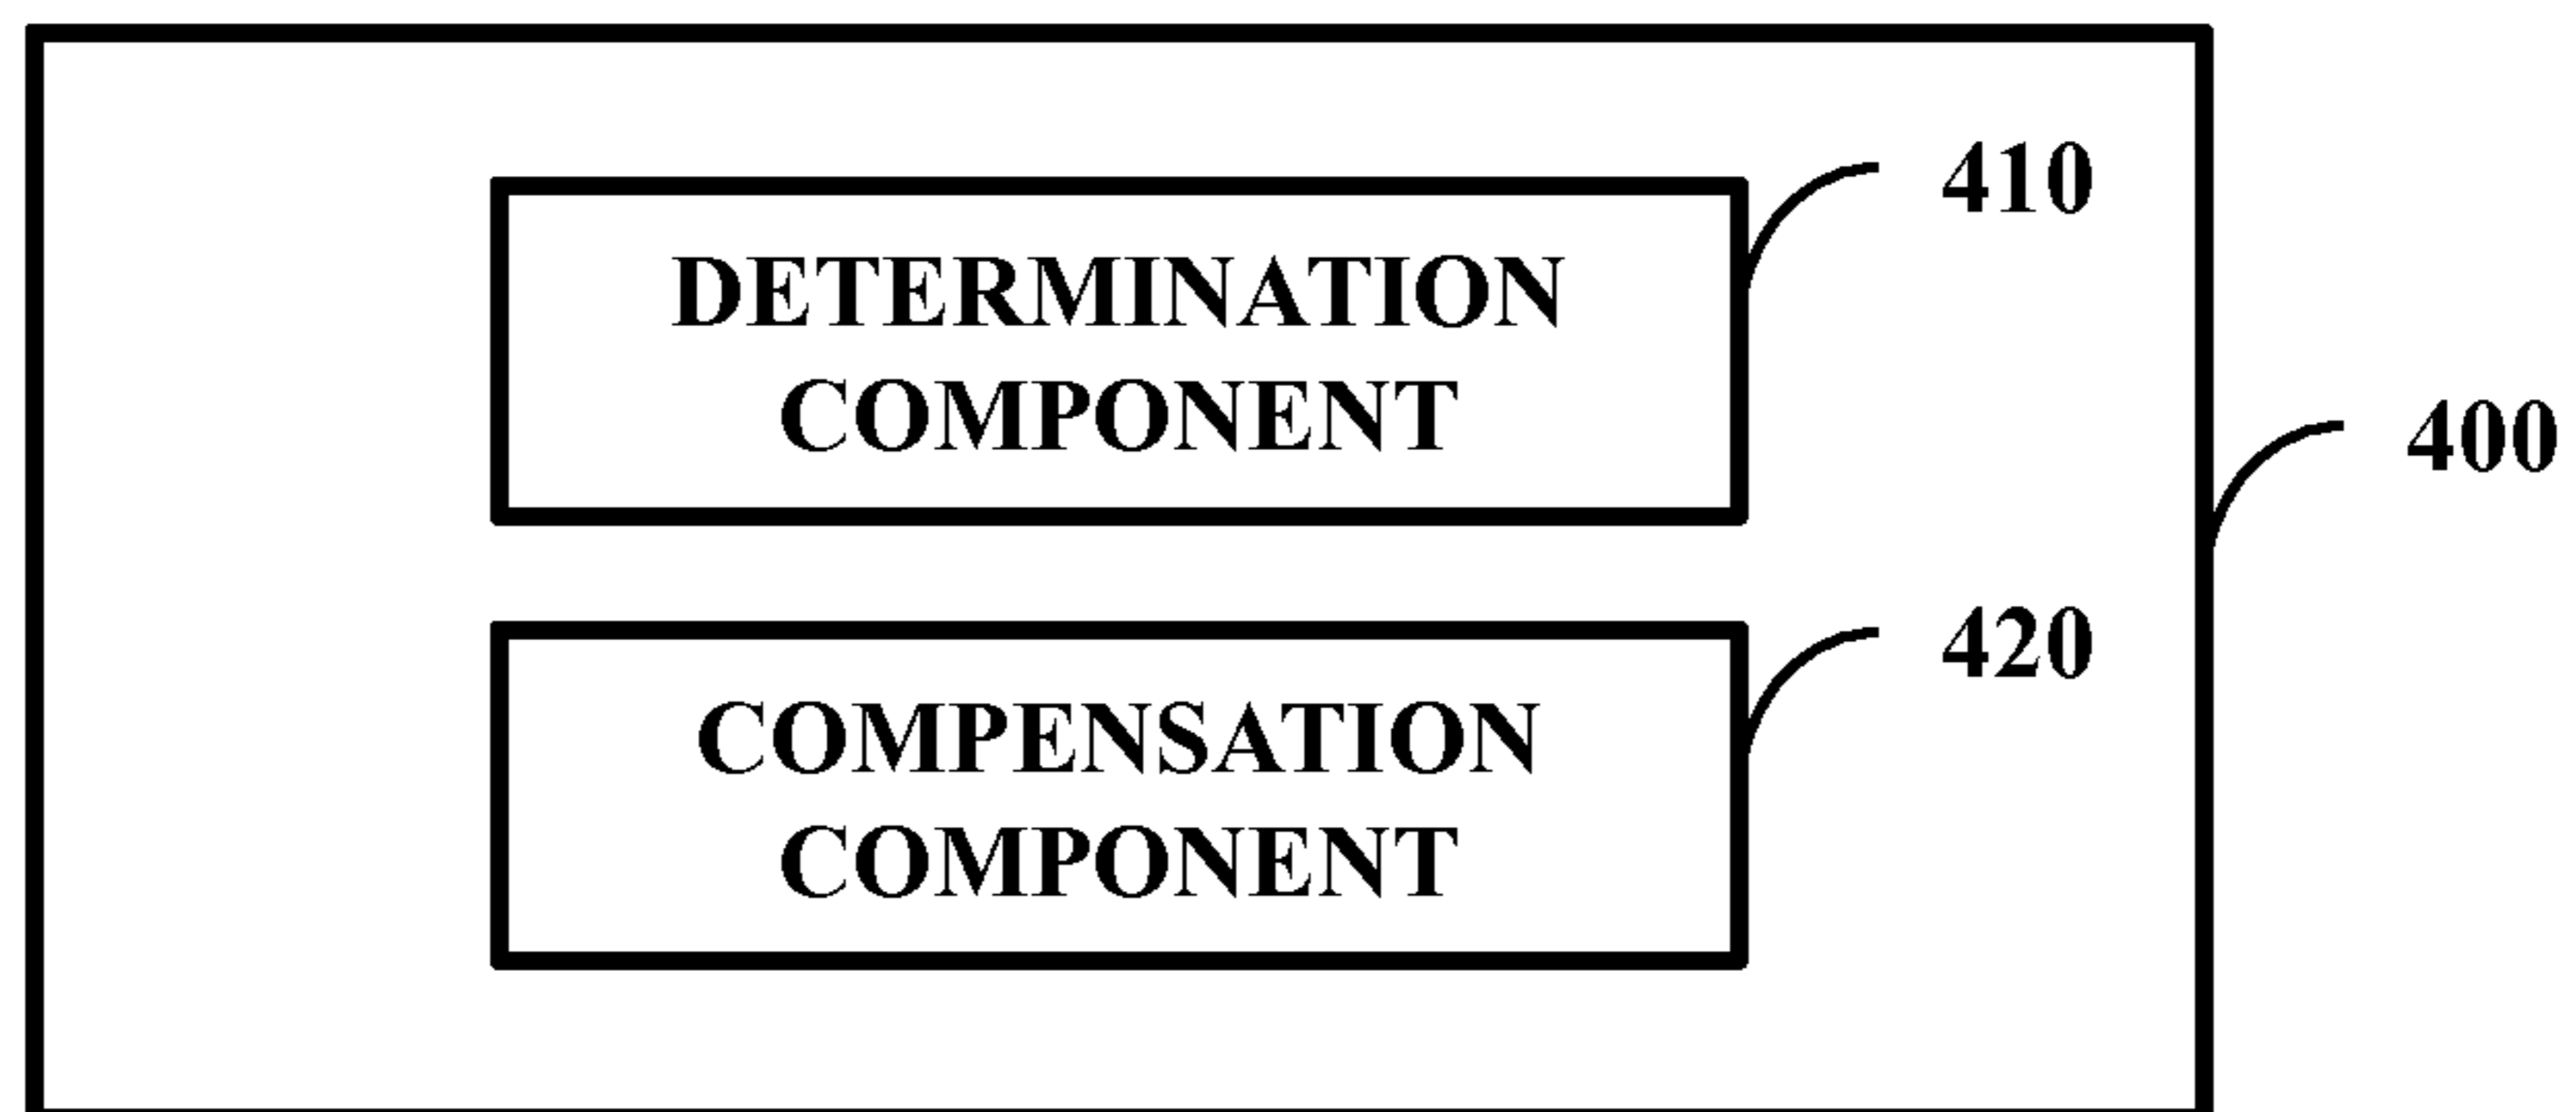 410
DETERMINATION
COMPONENT
400
420
COMPENSATION
COMPONENT